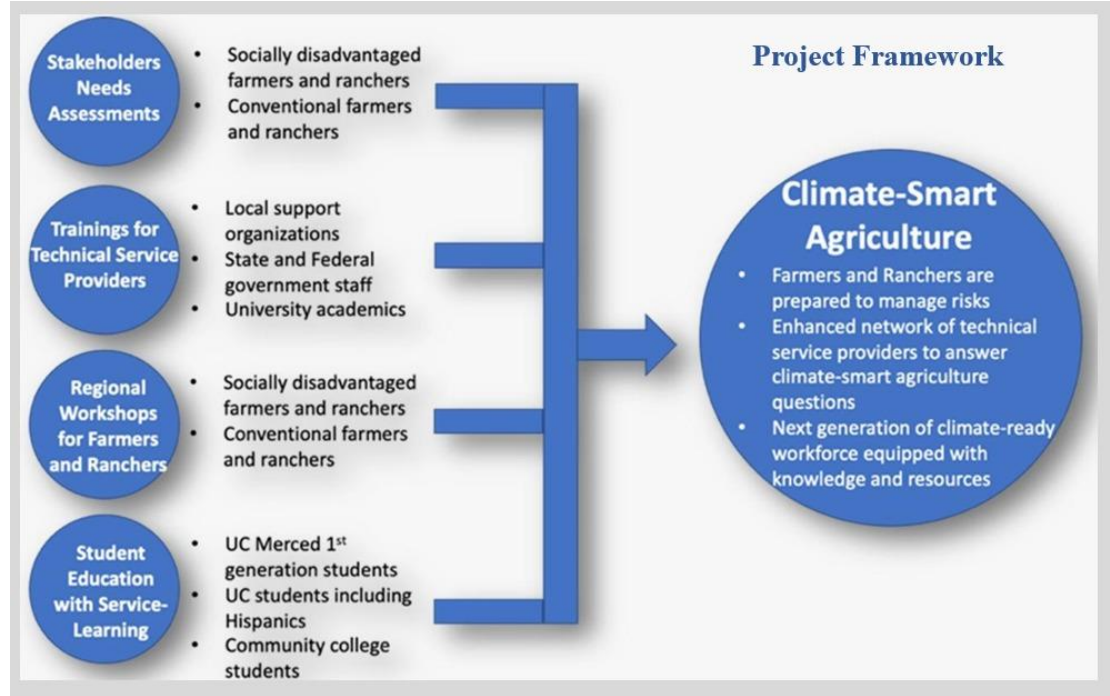 Project Framework
Stakeholders
Needs
Assessments
• Socially disadvantaged
farmers and ranchers
• Conventional farmers
and ranchers
Trainings for
Technical Service
Providers
• Local support
organizations
• State and Federal
government staff
• University academics
Regional
Workshops
for Farmers
and Ranchers
• Socially disadvantaged
farmers and ranchers
• Conventional farmers
and ranchers
Student
Education
with Service-
Learning
• UC Merced 1st
generation students
• UC students including
Hispanics
• Community college
students
Climate-Smart
Agriculture
• Farmers and Ranchers are
prepared to manage risks
• Enhanced network of technical
service providers to answer
climate-smart agriculture
questions
• Next generation of climate-ready
workforce equipped with
knowledge and resources